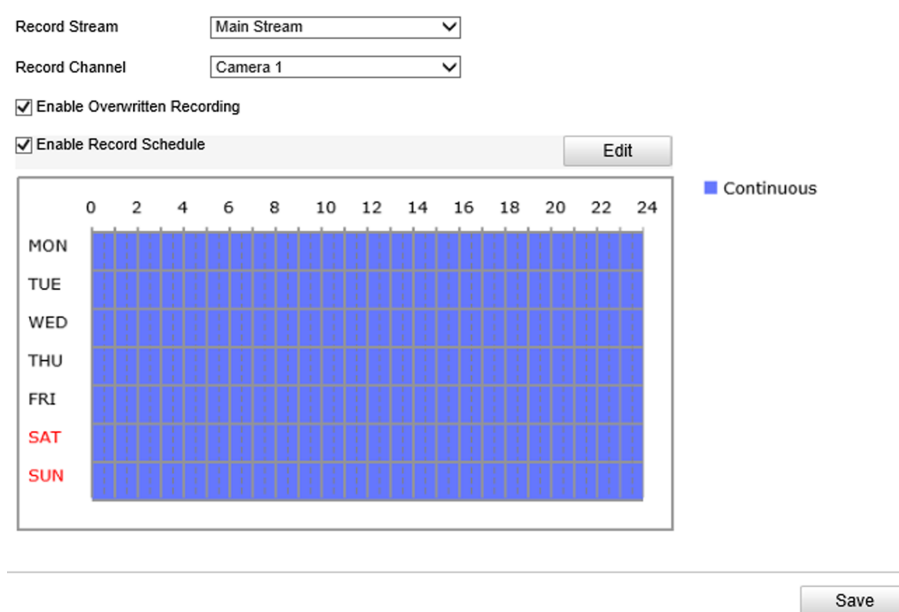 Record Stream Main Stream
Record Channel Camera 1
Enable Overwritten Recording
Enable Record Schedule Edit
Continuous
0 2 4 6 8 10 12 14 16 18 20 22 24
MON
TUE
WED
THU
FRI
SAT
SUN
Save